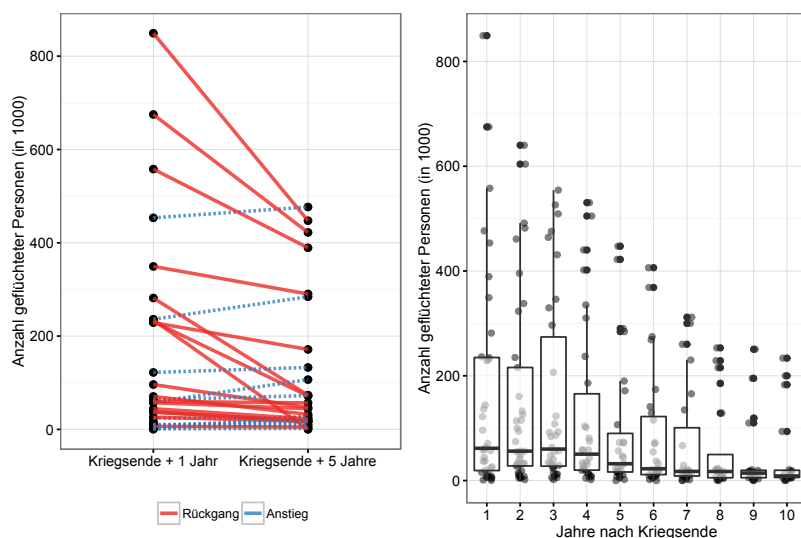 Anzahl geflüchteter Personen (in 1000)
800
600
400
200
0
Kriegsende + 1 Jahr
Kriegsende + 5 Jahre
Rückgang
Anstieg
Anzahl geflüchteter Personen (in 1000)
800
600
400
200
0
1 2 3 4 5 6 7 8 9 10
Jahre nach Kriegsende